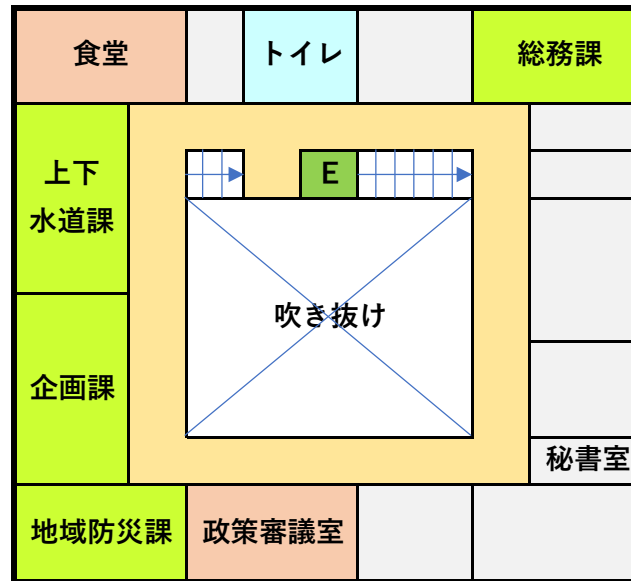 食堂
トイレ
総務課
上下
水道課
E
吹き抜け
企画課
秘書室
地域防災課
政策審議室